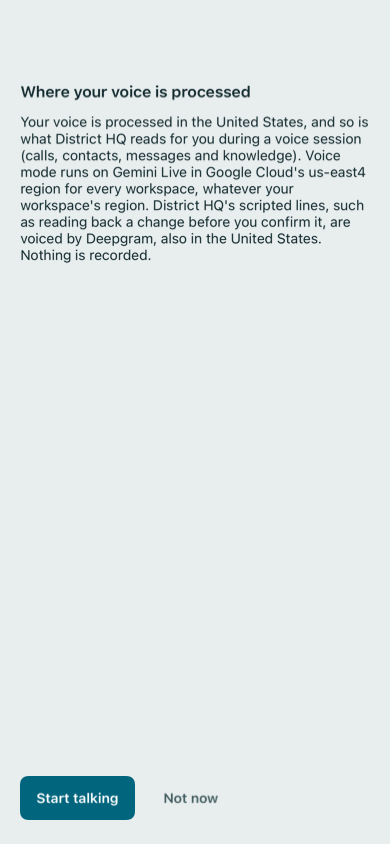 Where your voice is processed
Your voice is processed in the United States, and so is
what District HQ reads for you during a voice session
(calls, contacts, messages and knowledge). Voice
mode runs on Gemini Live in Google Cloud's us-east4
region for every workspace, whatever your
workspace's region. District HQ's scripted lines, such
as reading back a change before you confirm it, are
voiced by Deepgram, also in the United States.
Nothing is recorded.
Start talking
Not now